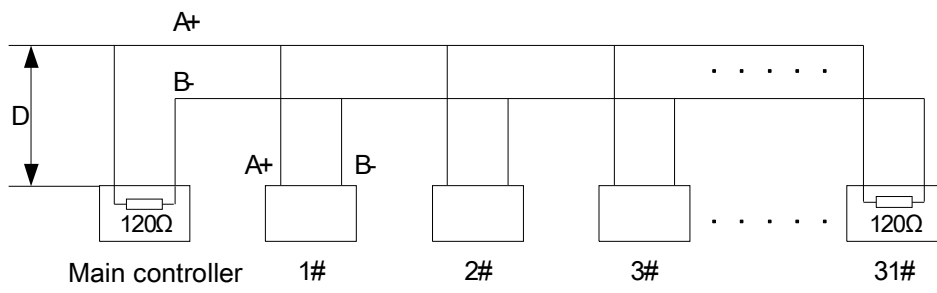 A+
B-
D
A+ B-
120Ω 120Ω
Main controller 1# 2# 3# 31#